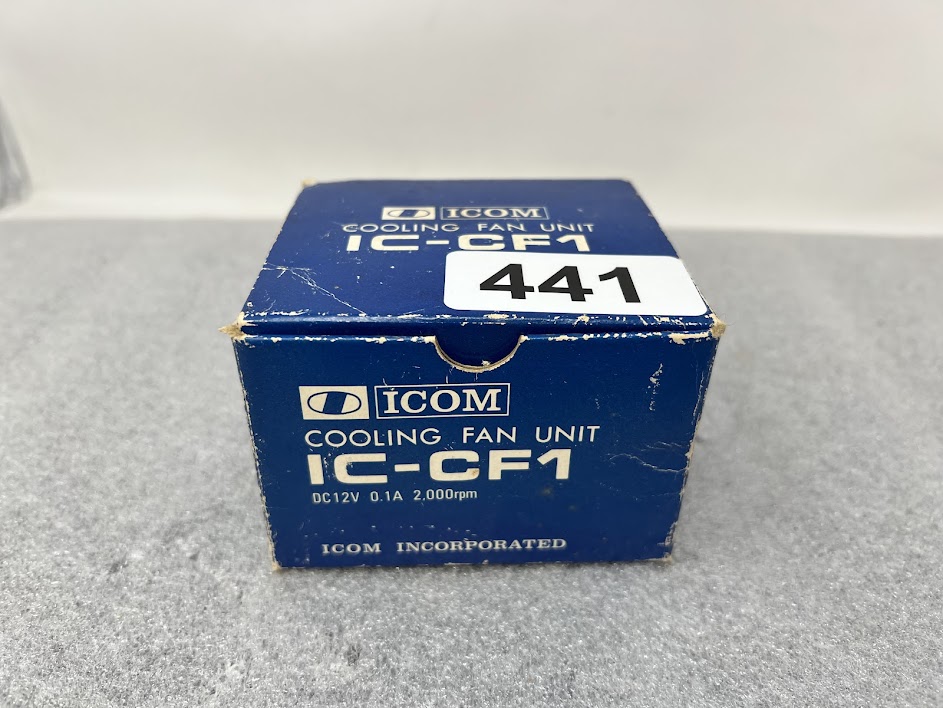 ICOM
COOLING FAN UNIT
IC-CF1
441
ICOM
COOLING FAN UNIT
IC-CF1
DC12V 0.1A 2,000rpm
ICOM INCORPORATED